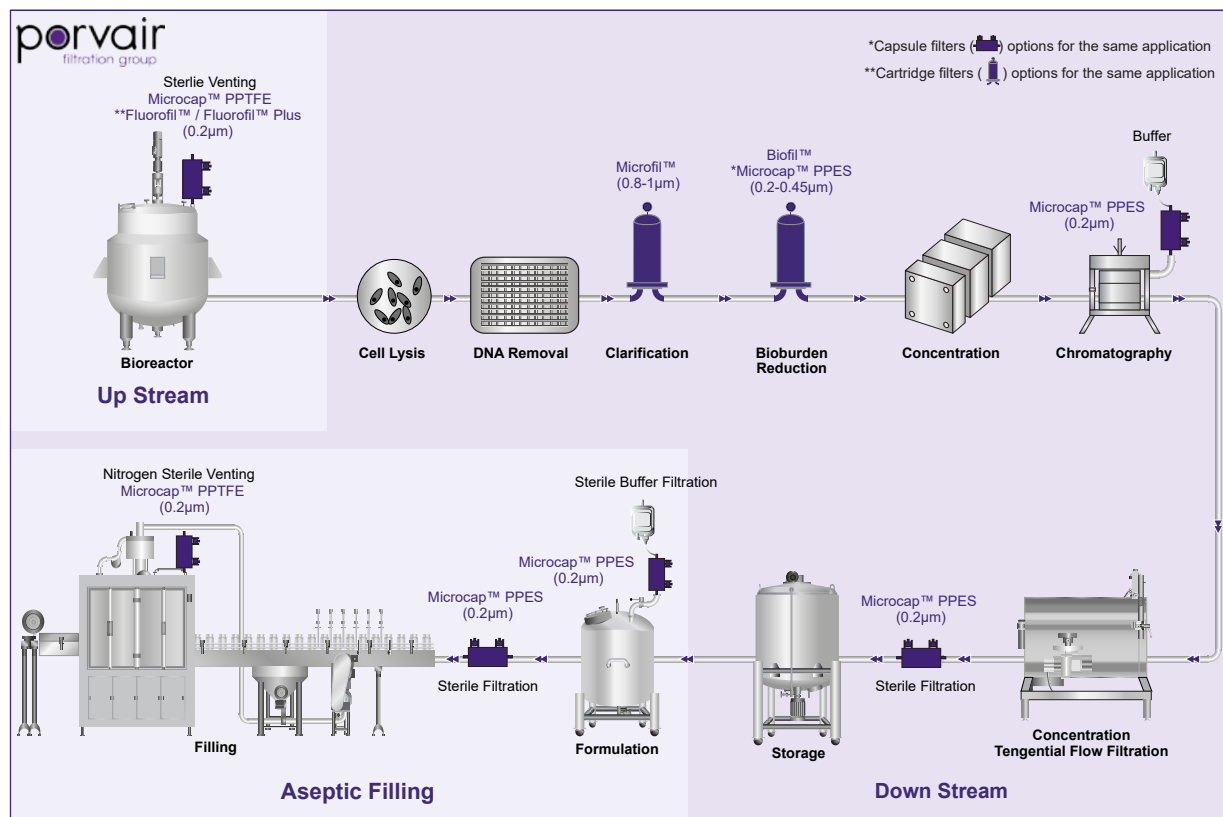 porvair
filtration group
*Capsule filters ( ) options for the same application
**Cartridge filters ( ) options for the same application
Sterlie Venting
Microcap™ PPTFE
**Fluorofil™ / Fluorofil™ Plus
(0.2µm)
Bioreactor
Up Stream
Cell Lysis
DNA Removal
Microfil™
(0.8-1µm)
Clarification
Biofil™
*Microcap™ PPES
(0.2-0.45µm)
Bioburden
Reduction
Concentration
Buffer
Microcap™ PPES
(0.2µm)
Chromatography
Nitrogen Sterile Venting
Microcap™ PPTFE
(0.2µm)
Filling
Microcap™ PPES
(0.2µm)
Sterile Filtration
Sterile Buffer Filtration
Microcap™ PPES
(0.2µm)
Formulation
Aseptic Filling
Storage
Microcap™ PPES
(0.2µm)
Sterile Filtration
Concentration
Tengential Flow Filtration
Down Stream